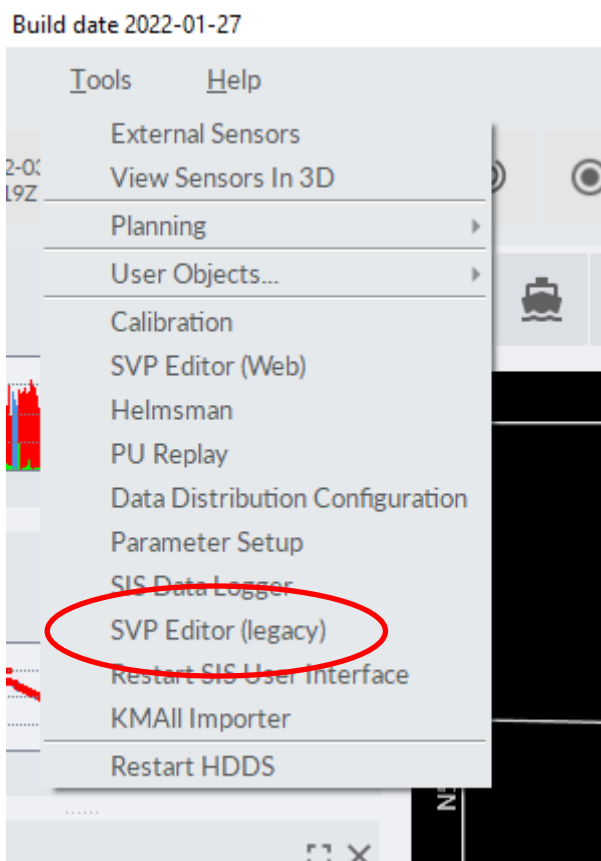 Build date 2022-01-27
Tools Help
External Sensors
View Sensors In 3D
Planning
User Objects...
Calibration
SVP Editor (Web)
Helmsman
PU Replay
Data Distribution Configuration
Parameter Setup
SIS Data Logger
SVP Editor (legacy)
Restart SIS User Interface
KMAll Importer
Restart HDDS